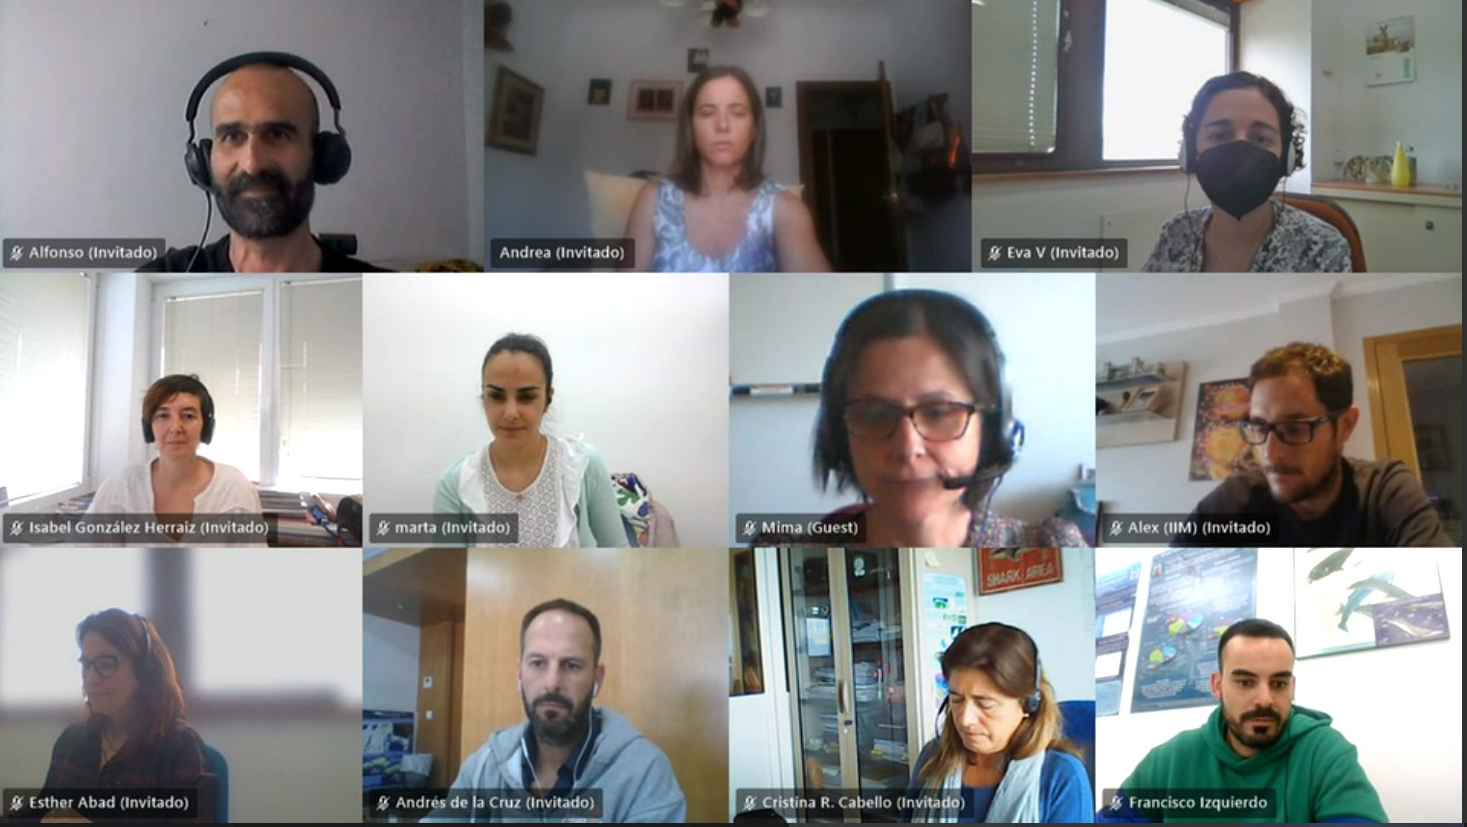 Alfonso (Invitado)
Andrea (Invitado)
Eva V (Invitado)
Isabel González Herraiz (Invitado)
marta (Invitado)
Mima (Guest)
Alex (IIM) (Invitado)
SHARK AREA
Esther Abad (Invitado)
Andrés de la Cruz (Invitado)
Cristina R. Cabello (Invitado)
Francisco Izquierdo